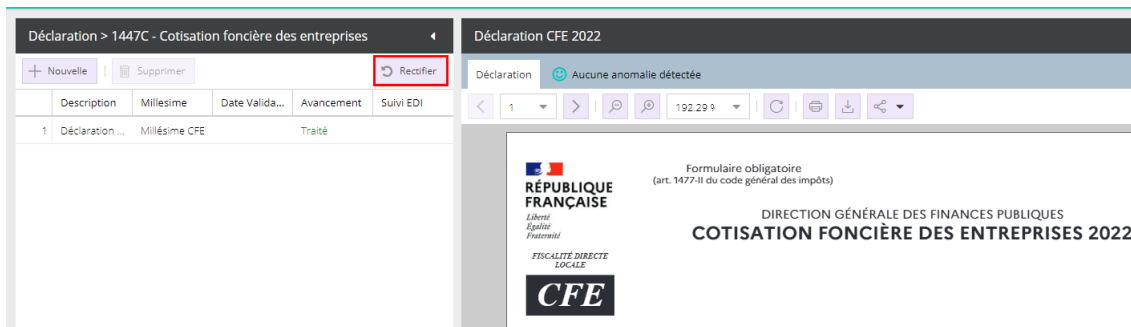 Déclaration > 1447C - Cotisation foncière des entreprises
Nouvelle
Supprimer
Rectifier
Description Millesime Date Valida... Avancement Suivi EDI
1 Déclaration ... Millésime CFE Traité
Déclaration CFE 2022
Déclaration
Aucune anomalie détectée
1
192.29 %
RÉPUBLIQUE
FRANÇAISE
Liberté
Égalité
Fraternité
FISCALITÉ DIRECTE
LOCALE
CFE
Formulaire obligatoire
(art. 1477-II du code général des impôts)
DIRECTION GÉNÉRALE DES FINANCES PUBLIQUES
COTISATION FONCIÈRE DES ENTREPRISES 2022